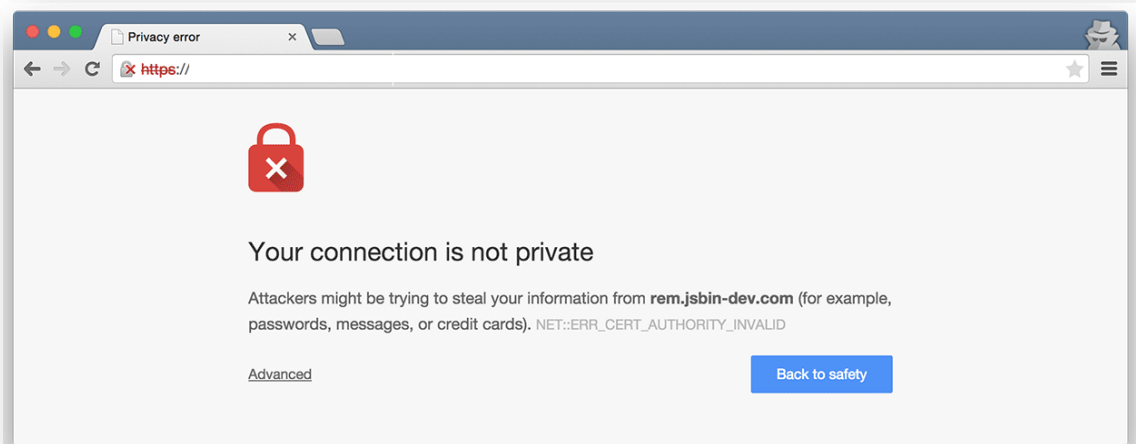 Privacy error
https://
Your connection is not private
Attackers might be trying to steal your information from rem.jsbin-dev.com (for example,
passwords, messages, or credit cards). NET::ERR_CERT_AUTHORITY_INVALID
Advanced
Back to safety